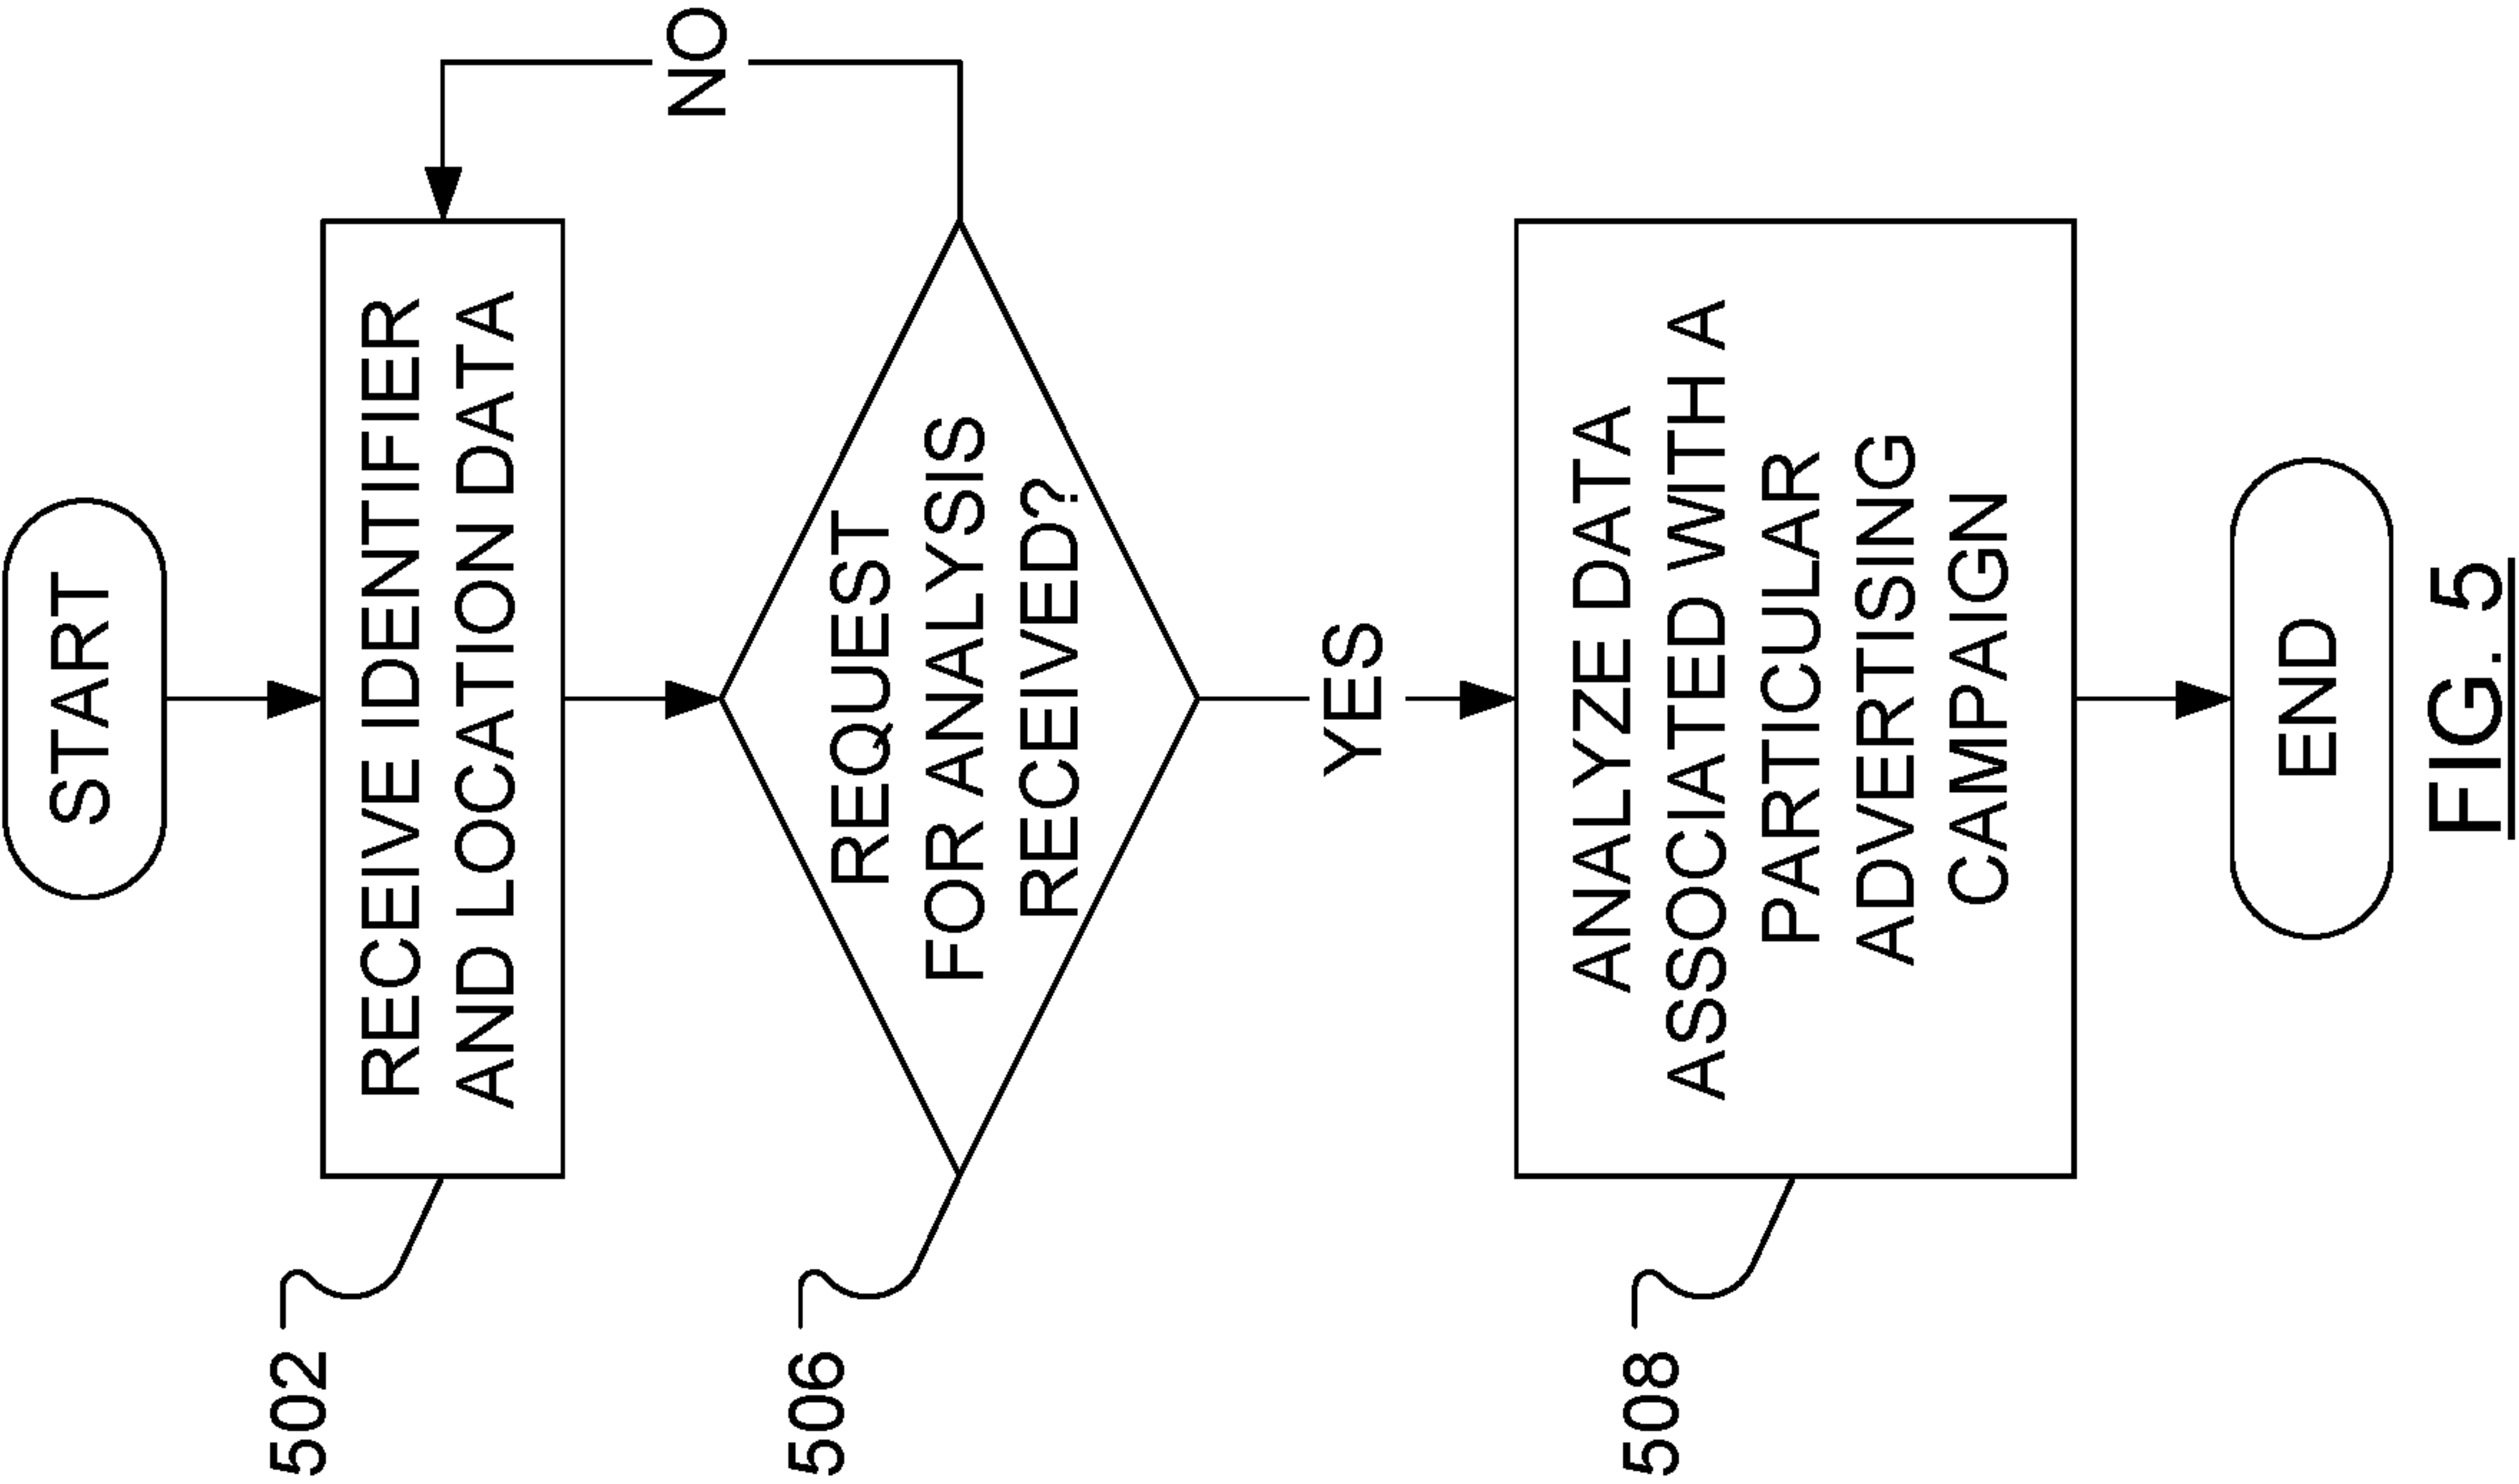 START
502
RECEIVE IDENTIFIER
AND LOCATION DATA
NO
506
REQUEST
FOR ANALYSIS
RECEIVED?
YES
508
ANALYZE DATA
ASSOCIATED WITH A
PARTICULAR
ADVERTISING
CAMPAIGN
END
FIG. 5